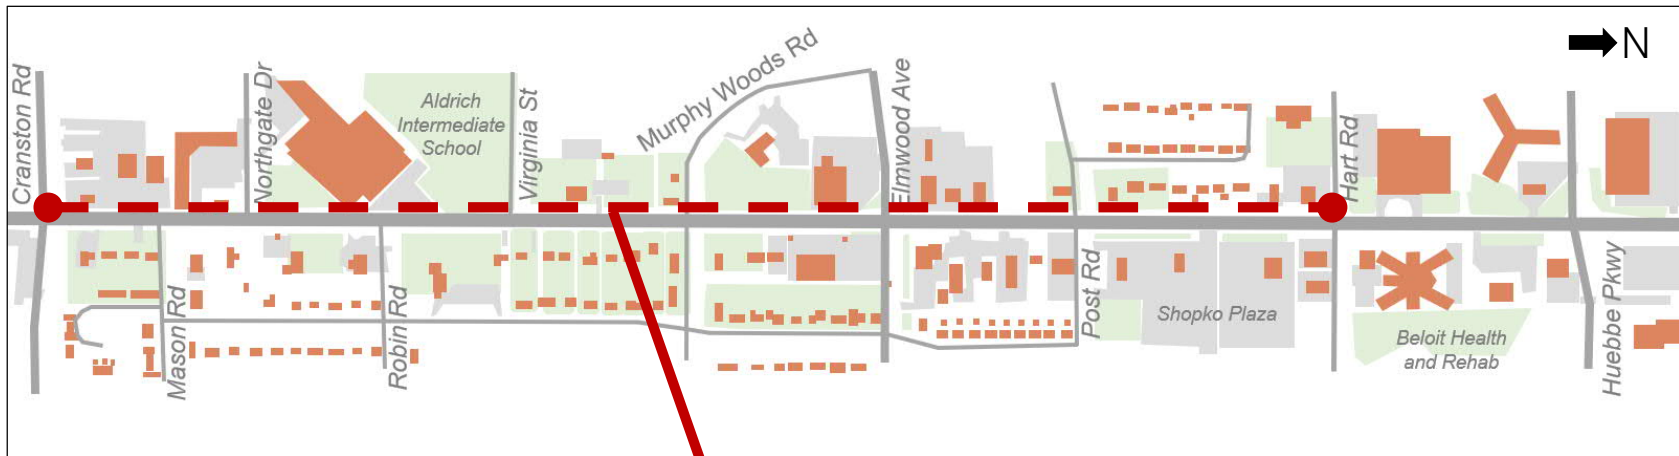 N
Cranston Rd
Northgate Dr
Aldrich
Intermediate
School
Virginia St
Murphy Woods Rd
Elmwood Ave
Hart Rd
Mason Rd
Robin Rd
Post Rd
Shopko Plaza
Beloit Health
and Rehab
Huebbe Pkwy